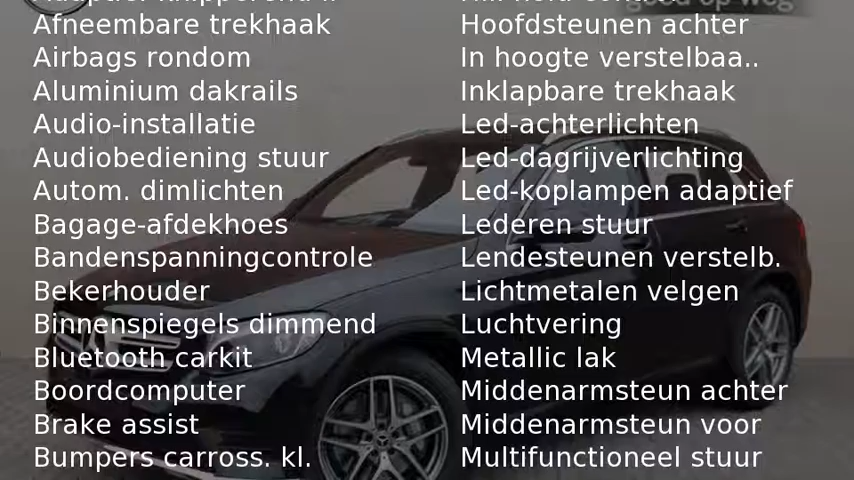 Afneembare trekhaak
Airbags rondom
Aluminium dakrails
Audio-installatie
Audiobediening stuur
Autom. dimlichten
Bagage-afdekhoes
Bandenspanningcontrole
Bekerhouder
Binnenspiegels dimmend
Bluetooth carkit
Boordcomputer
Brake assist
Bumpers carross. kl.
Hoofdsteunen achter
In hoogte verstelbaa..
Inklapbare trekhaak
Led-achterlichten
Led-dagrijverlichting
Led-koplampen adaptief
Lederen stuur
Lendesteunen verstelb.
Lichtmetalen velgen
Luchtvering
Metallic lak
Middenarmsteun achter
Middenarmsteun voor
Multifunctioneel stuur